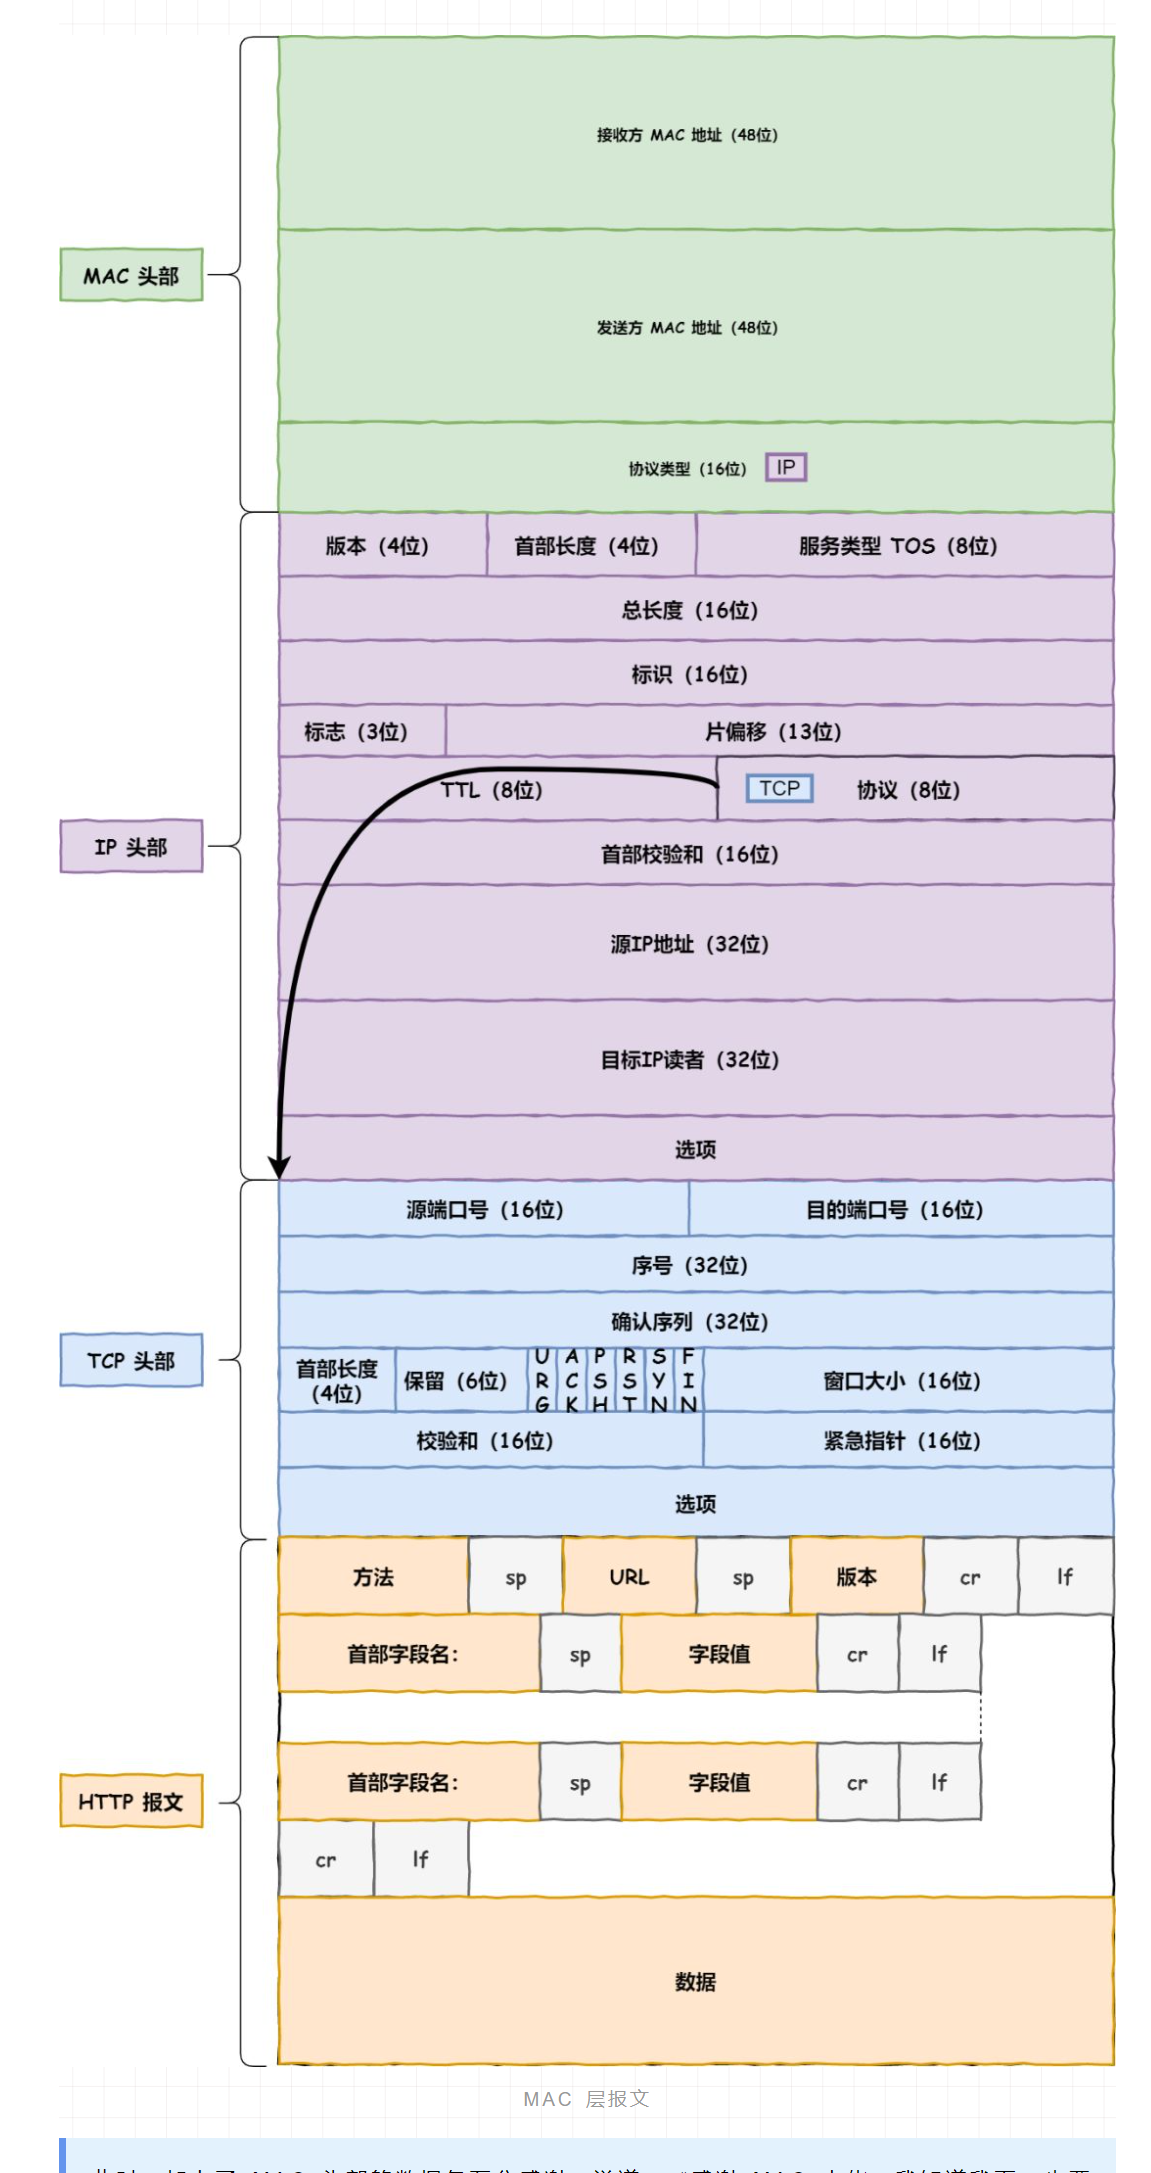 接收方 MAC 地址 (48位)
MAC 头部
发送方 MAC 地址 (48位)
协议类型 (16位) IP
版本 (4位) 首部长度 (4位) 服务类型 TOS (8位)
总长度 (16位)
标识 (16位)
标志 (3位) 片偏移 (13位)
TTL (8位) TCP 协议 (8位)
IP 头部
首部校验和 (16位)
源IP地址 (32位)
目标IP读者 (32位)
选项
源端口号 (16位) 目的端口号 (16位)
序号 (32位)
确认序列 (32位)
TCP 头部
首部长度 (4位) 保留 (6位) URG ACK PSH RST SYN FIN 窗口大小 (16位)
校验和 (16位) 紧急指针 (16位)
选项
方法 sp URL sp 版本 cr lf
首部字段名: sp 字段值 cr lf
HTTP 报文
首部字段名: sp 字段值 cr lf
cr lf
数据
MAC 层报文